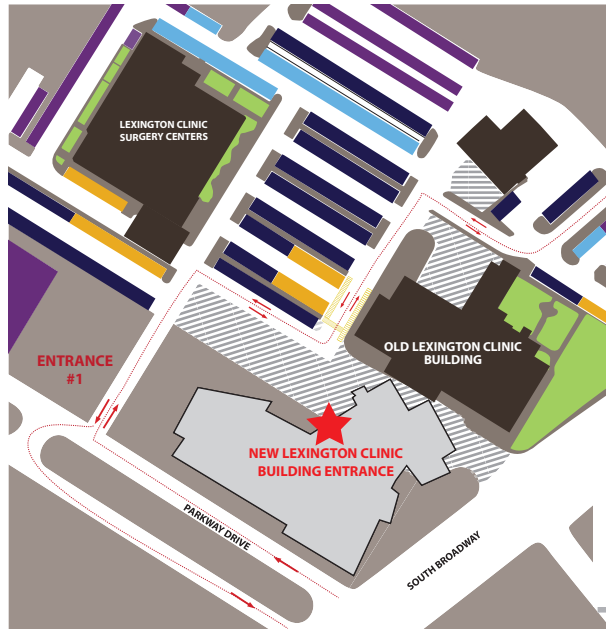 LEXINGTON CLINIC
SURGERY CENTERS
OLD LEXINGTON CLINIC
BUILDING
ENTRANCE
#1
NEW LEXINGTON CLINIC
BUILDING ENTRANCE
PARKWAY DRIVE
SOUTH BROADWAY